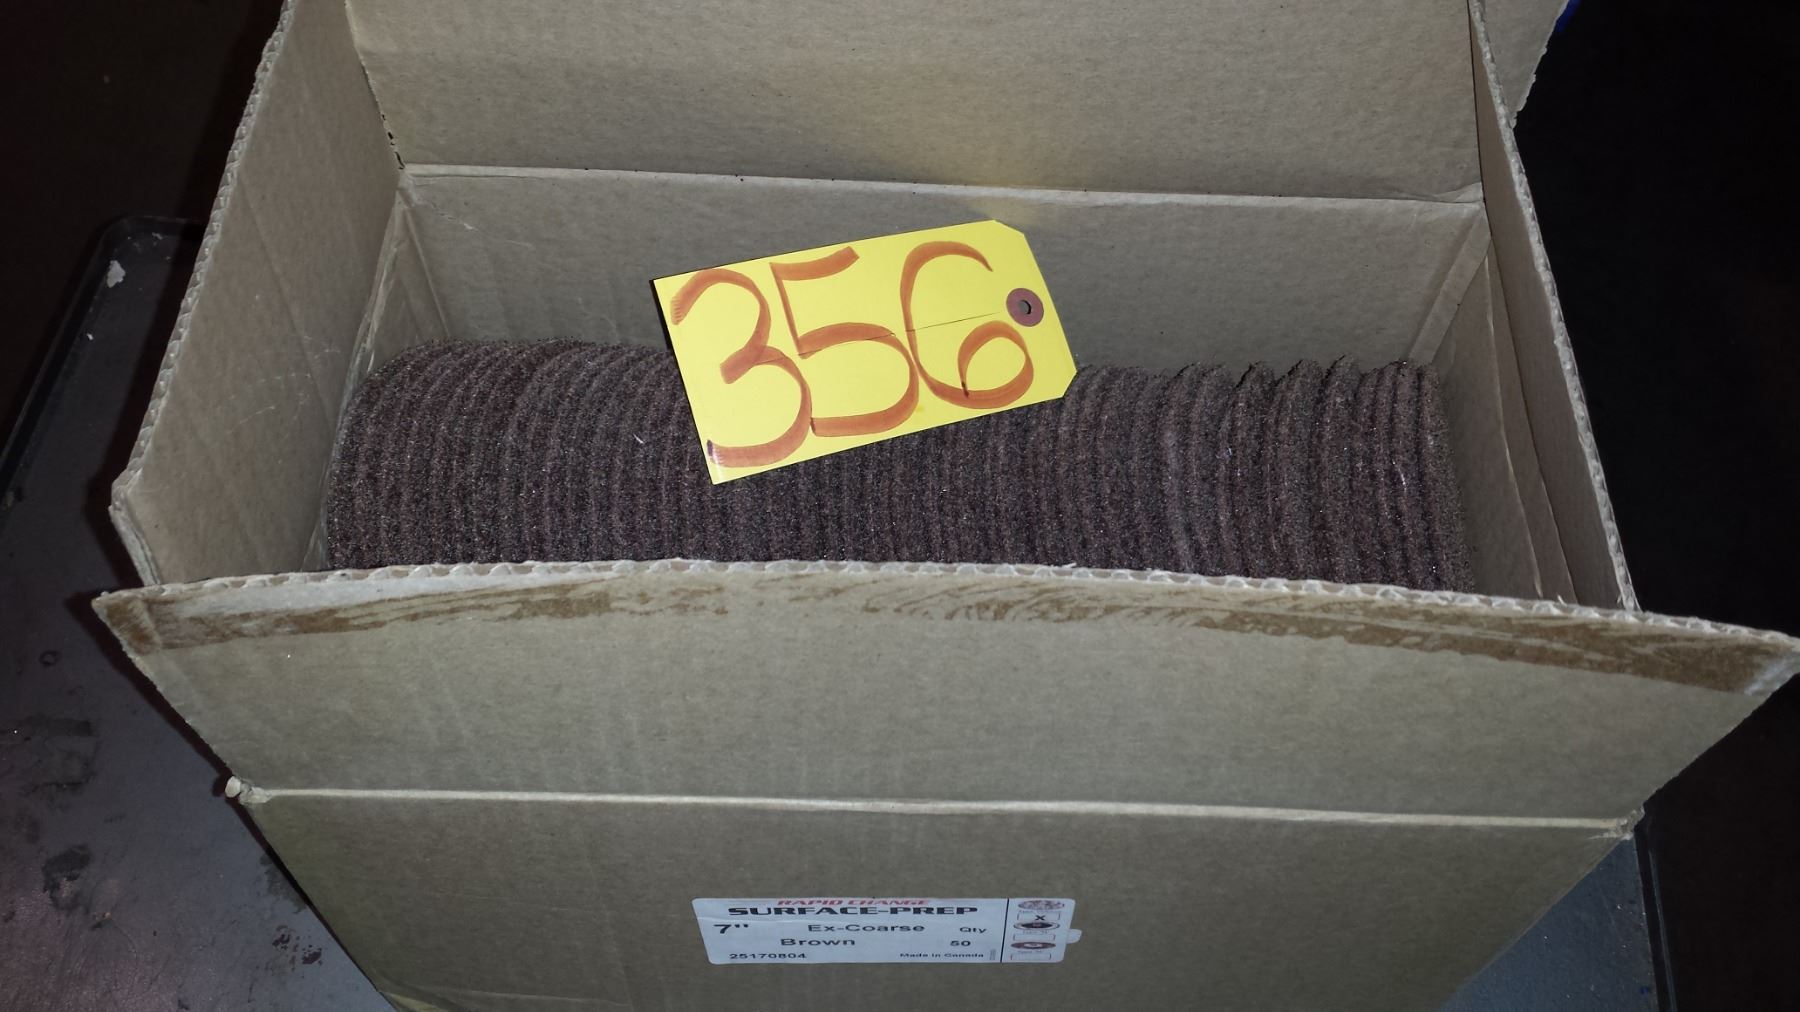 356
RAPID CHANGE
SURFACE-PREP
7" Ex-Coarse Qty
Brown 50
25170804 Made in Canada
X